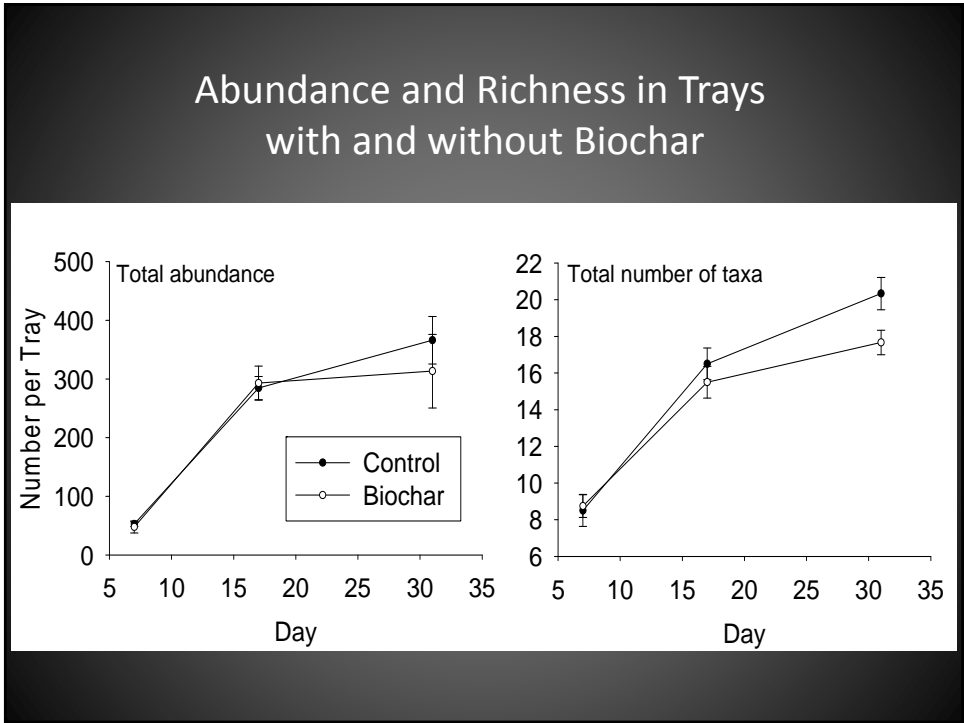 Abundance and Richness in Trays
with and without Biochar
Total abundance
Number per Tray
500
400
300
200
100
0
5 10 15 20 25 30 35
Day
Control
Biochar
Total number of taxa
22
20
18
16
14
12
10
8
6
5 10 15 20 25 30 35
Day